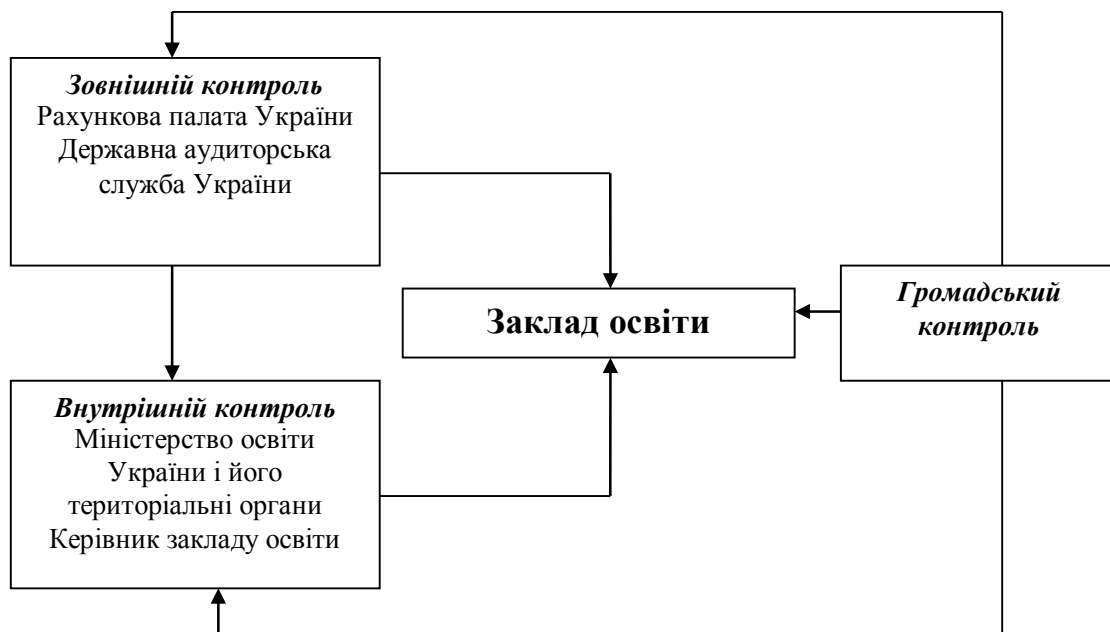 Зовнішній контроль
Рахункова палата України
Державна аудиторська
служба України
Заклад освіти
Громадський
контроль
Внутрішній контроль
Міністерство освіти
України і його
територіальні органи
Керівник закладу освіти